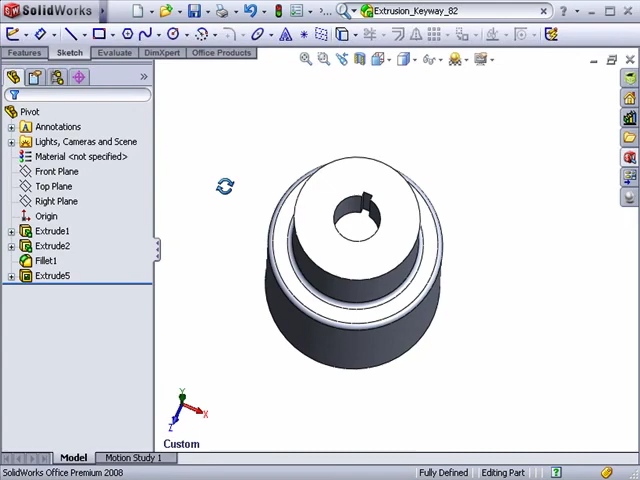 SolidWorks
Extrusion_Keyway_82
Features Sketch Evaluate DimXpert Office Products
Pivot
Annotations
Lights, Cameras and Scene
Material <not specified>
Front Plane
Top Plane
Right Plane
Origin
Extrude1
Extrude2
Fillet1
Extrude5
Y
X
Z
Custom
Model Motion Study 1
SolidWorks Office Premium 2008 Fully Defined Editing Part